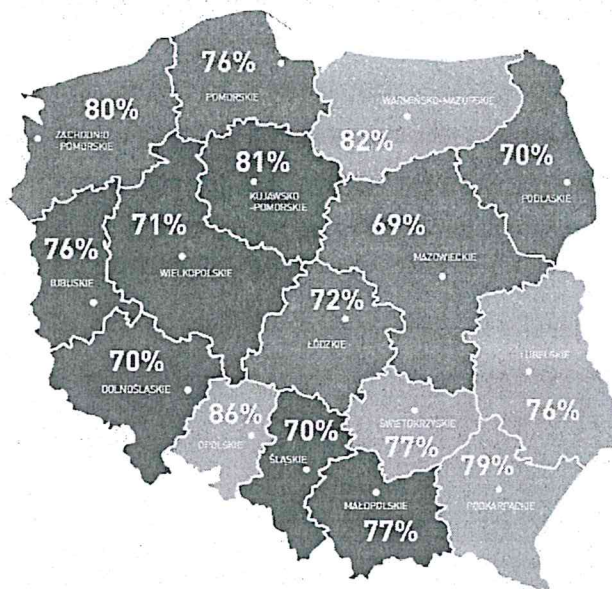 76%
POMORSKIE
80%
ZACHODNIO
POMORSKIE
WARMIŃSKO-MAZURSKIE
82%
81%
KUJAWSKO
-POMORSKIE
70%
PODLASKIE
76%
LUBUSKIE
71%
WIELKOPOLSKIE
69%
MAZOWIECKIE
72%
ŁÓDZKIE
70%
DOLNOŚLĄSKIE
LUBELSKIE
76%
86%
OPOLSKIE
70%
ŚLĄSKIE
ŚWIĘTOKRZYSKIE
77%
79%
PODKARPACKIE
MAŁOPOLSKIE
77%